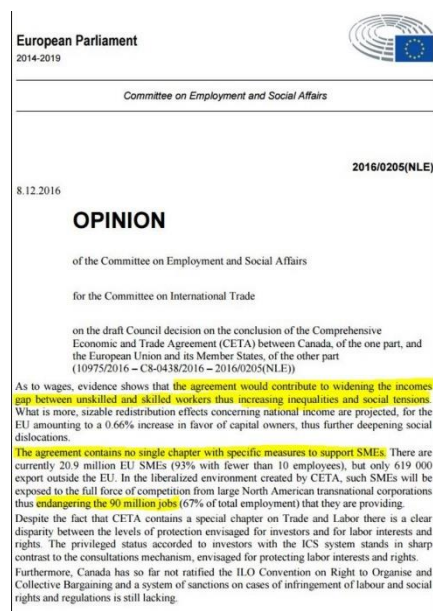 European Parliament
2014-2019
Committee on Employment and Social Affairs
2016/0205(NLE)
8.12.2016
OPINION
of the Committee on Employment and Social Affairs
for the Committee on International Trade
on the draft Council decision on the conclusion of the Comprehensive
Economic and Trade Agreement (CETA) between Canada, of the one part, and
the European Union and its Member States, of the other part
(10975/2016 – C8-0438/2016 – 2016/0205(NLE))
As to wages, evidence shows that the agreement would contribute to widening the incomes
gap between unskilled and skilled workers thus increasing inequalities and social tensions.
What is more, sizable redistribution effects concerning national income are projected, for the
EU amounting to a 0.66% increase in favor of capital owners, thus further deepening social
dislocations.
The agreement contains no single chapter with specific measures to support SMEs. There are
currently 20.9 million EU SMEs (93% with fewer than 10 employees), but only 619 000
export outside the EU. In the liberalized environment created by CETA, such SMEs will be
exposed to the full force of competition from large North American transnational corporations
thus endangering the 90 million jobs (67% of total employment) that they are providing.
Despite the fact that CETA contains a special chapter on Trade and Labor there is a clear
disparity between the levels of protection envisaged for investors and for labor interests and
rights. The privileged status accorded to investors with the ICS system stands in sharp
contrast to the consultations mechanism, envisaged for protecting labor interests and rights.
Furthermore, Canada has so far not ratified the ILO Convention on Right to Organise and
Collective Bargaining and a system of sanctions on cases of infringement of labour and social
rights and regulations is still lacking.